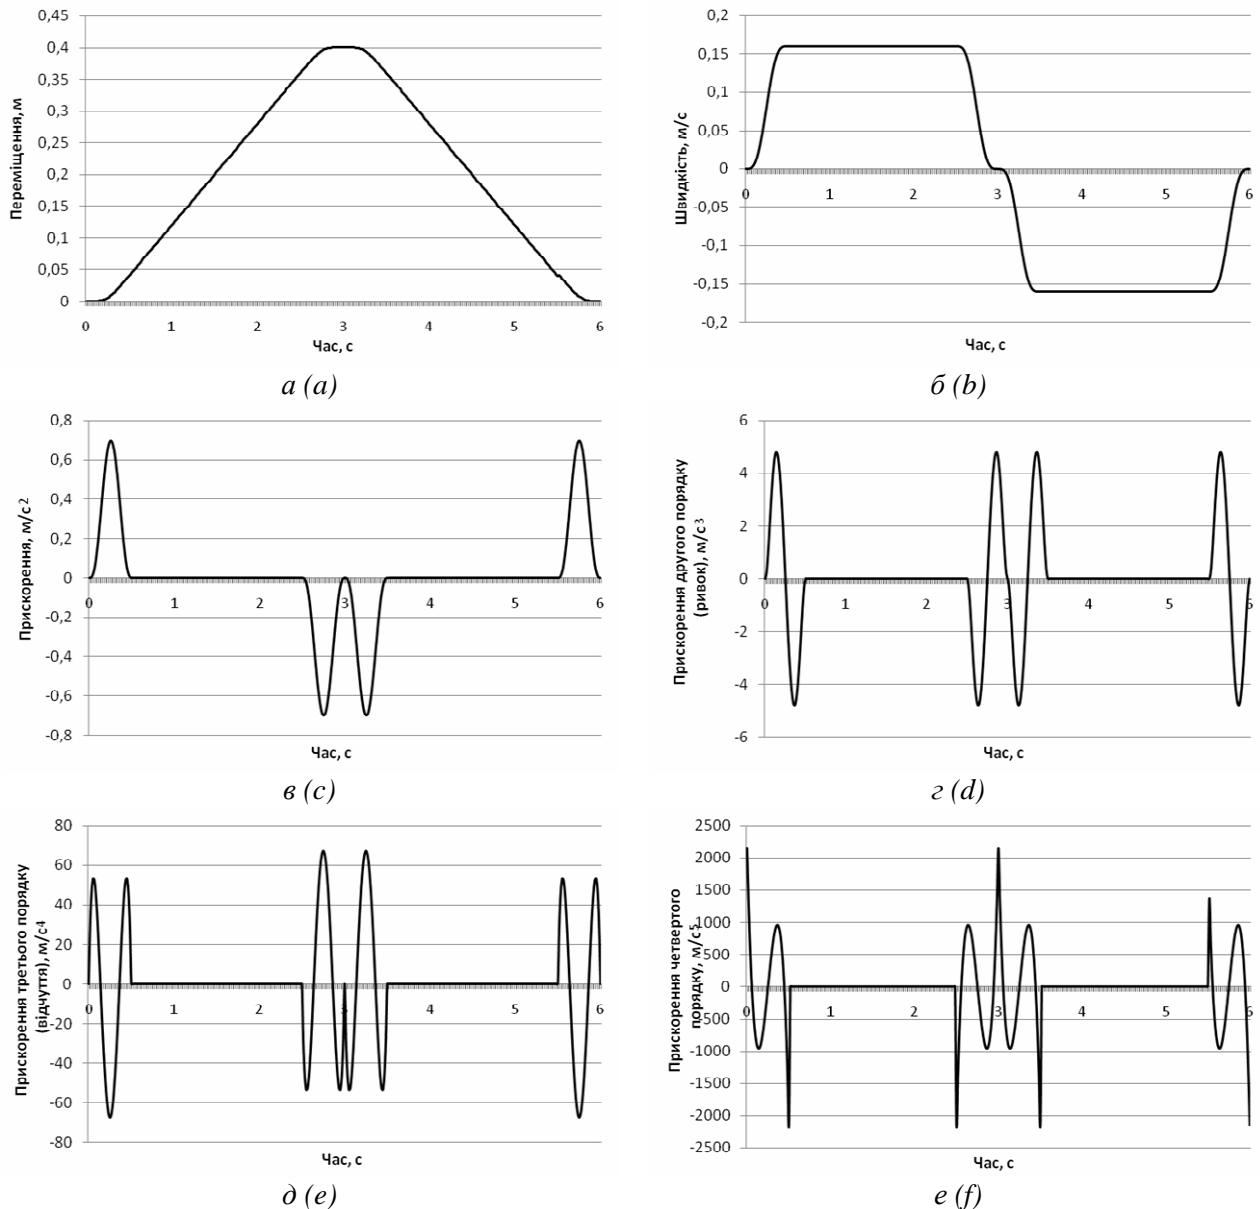 0,45
0,4
0,35
0,3
0,25
0,2
0,15
0,1
0,05
0
Переміщення,м
0 1 2 3 4 5 6
Час, с
а (a)
0,2
0,15
0,1
0,05
0
-0,05
-0,1
-0,15
-0,2
Швидкість, м/с
0 1 2 3 4 5 6
Час, с
б (b)
0,8
0,6
0,4
0,2
0
-0,2
-0,4
-0,6
-0,8
Прискорення, м/с2
0 1 2 3 4 5 6
Час, с
в (c)
6
4
2
0
-2
-4
-6
Прискорення другого порядку
(ривок), м/с3
0 1 2 3 4 5 6
Час, с
г (d)
80
60
40
20
0
-20
-40
-60
-80
Прискорення третього порядку
(відчуття), м/с4
0 1 2 3 4 5 6
Час, с
д (e)
2500
2000
1500
1000
500
0
-500
-1000
-1500
-2000
-2500
Прискорення четвертого
порядку, м/с5
0 1 2 3 4 5 6
Час, с
е (f)